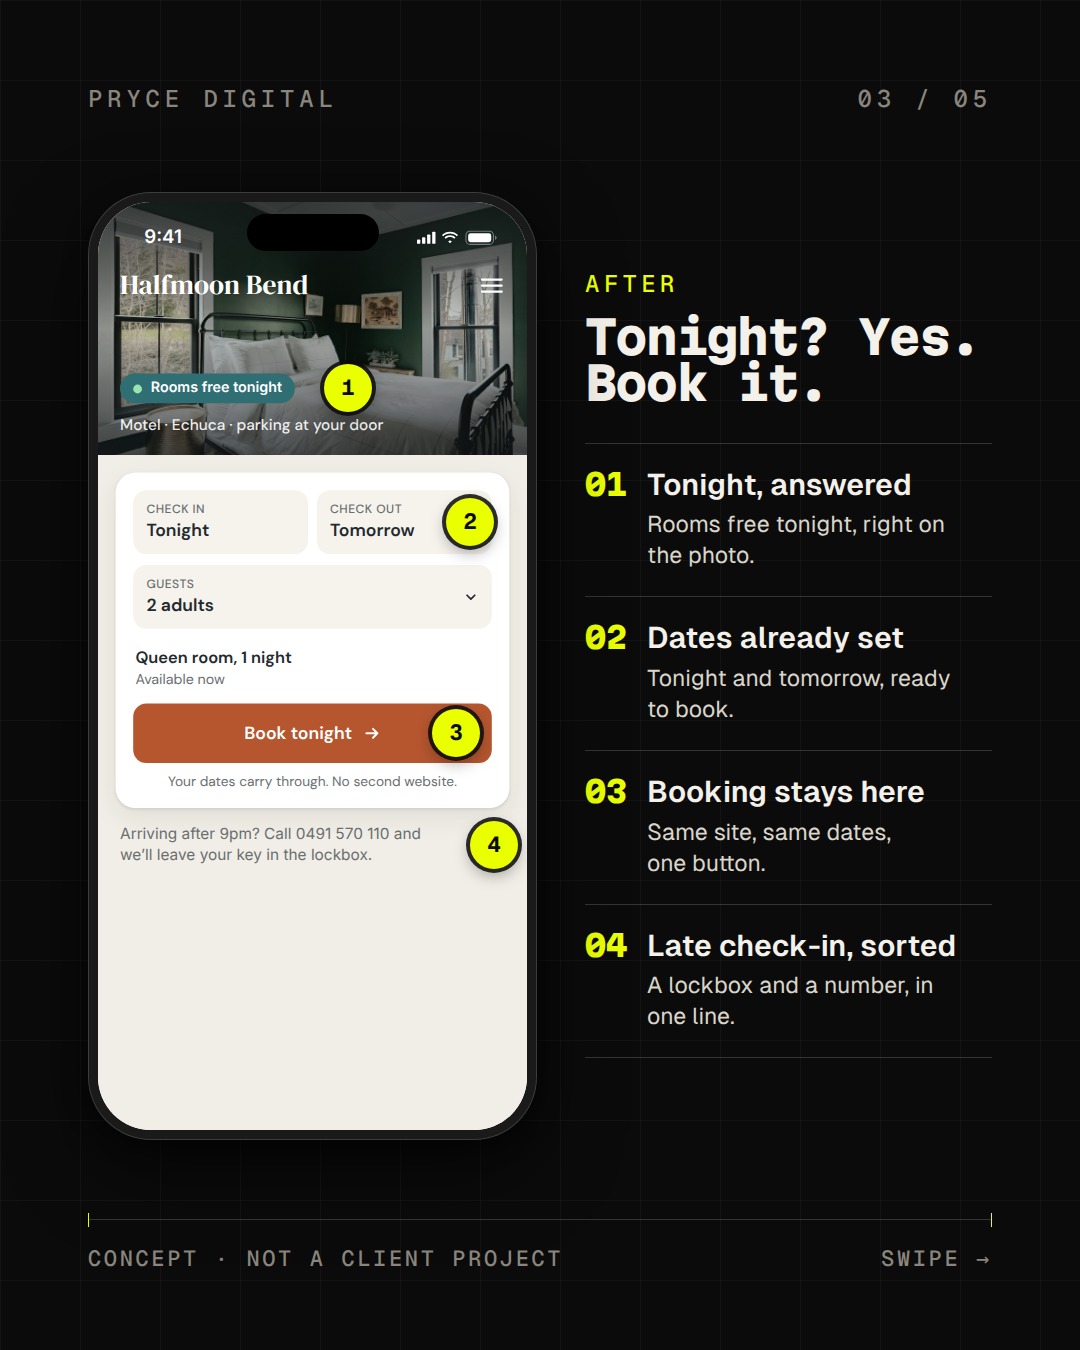 PRYCE DIGITAL
03 / 05
9:41
Halfmoon Bend
Rooms free tonight
1
Motel · Echuca · parking at your door
CHECK IN
Tonight
CHECK OUT
Tomorrow
2
GUESTS
2 adults
Queen room, 1 night
Available now
Book tonight →
3
Your dates carry through. No second website.
Arriving after 9pm? Call 0491 570 110 and
we'll leave your key in the lockbox.
4
AFTER
Tonight? Yes.
Book it.
01 Tonight, answered
Rooms free tonight, right on
the photo.
02 Dates already set
Tonight and tomorrow, ready
to book.
03 Booking stays here
Same site, same dates,
one button.
04 Late check-in, sorted
A lockbox and a number, in
one line.
CONCEPT · NOT A CLIENT PROJECT
SWIPE →